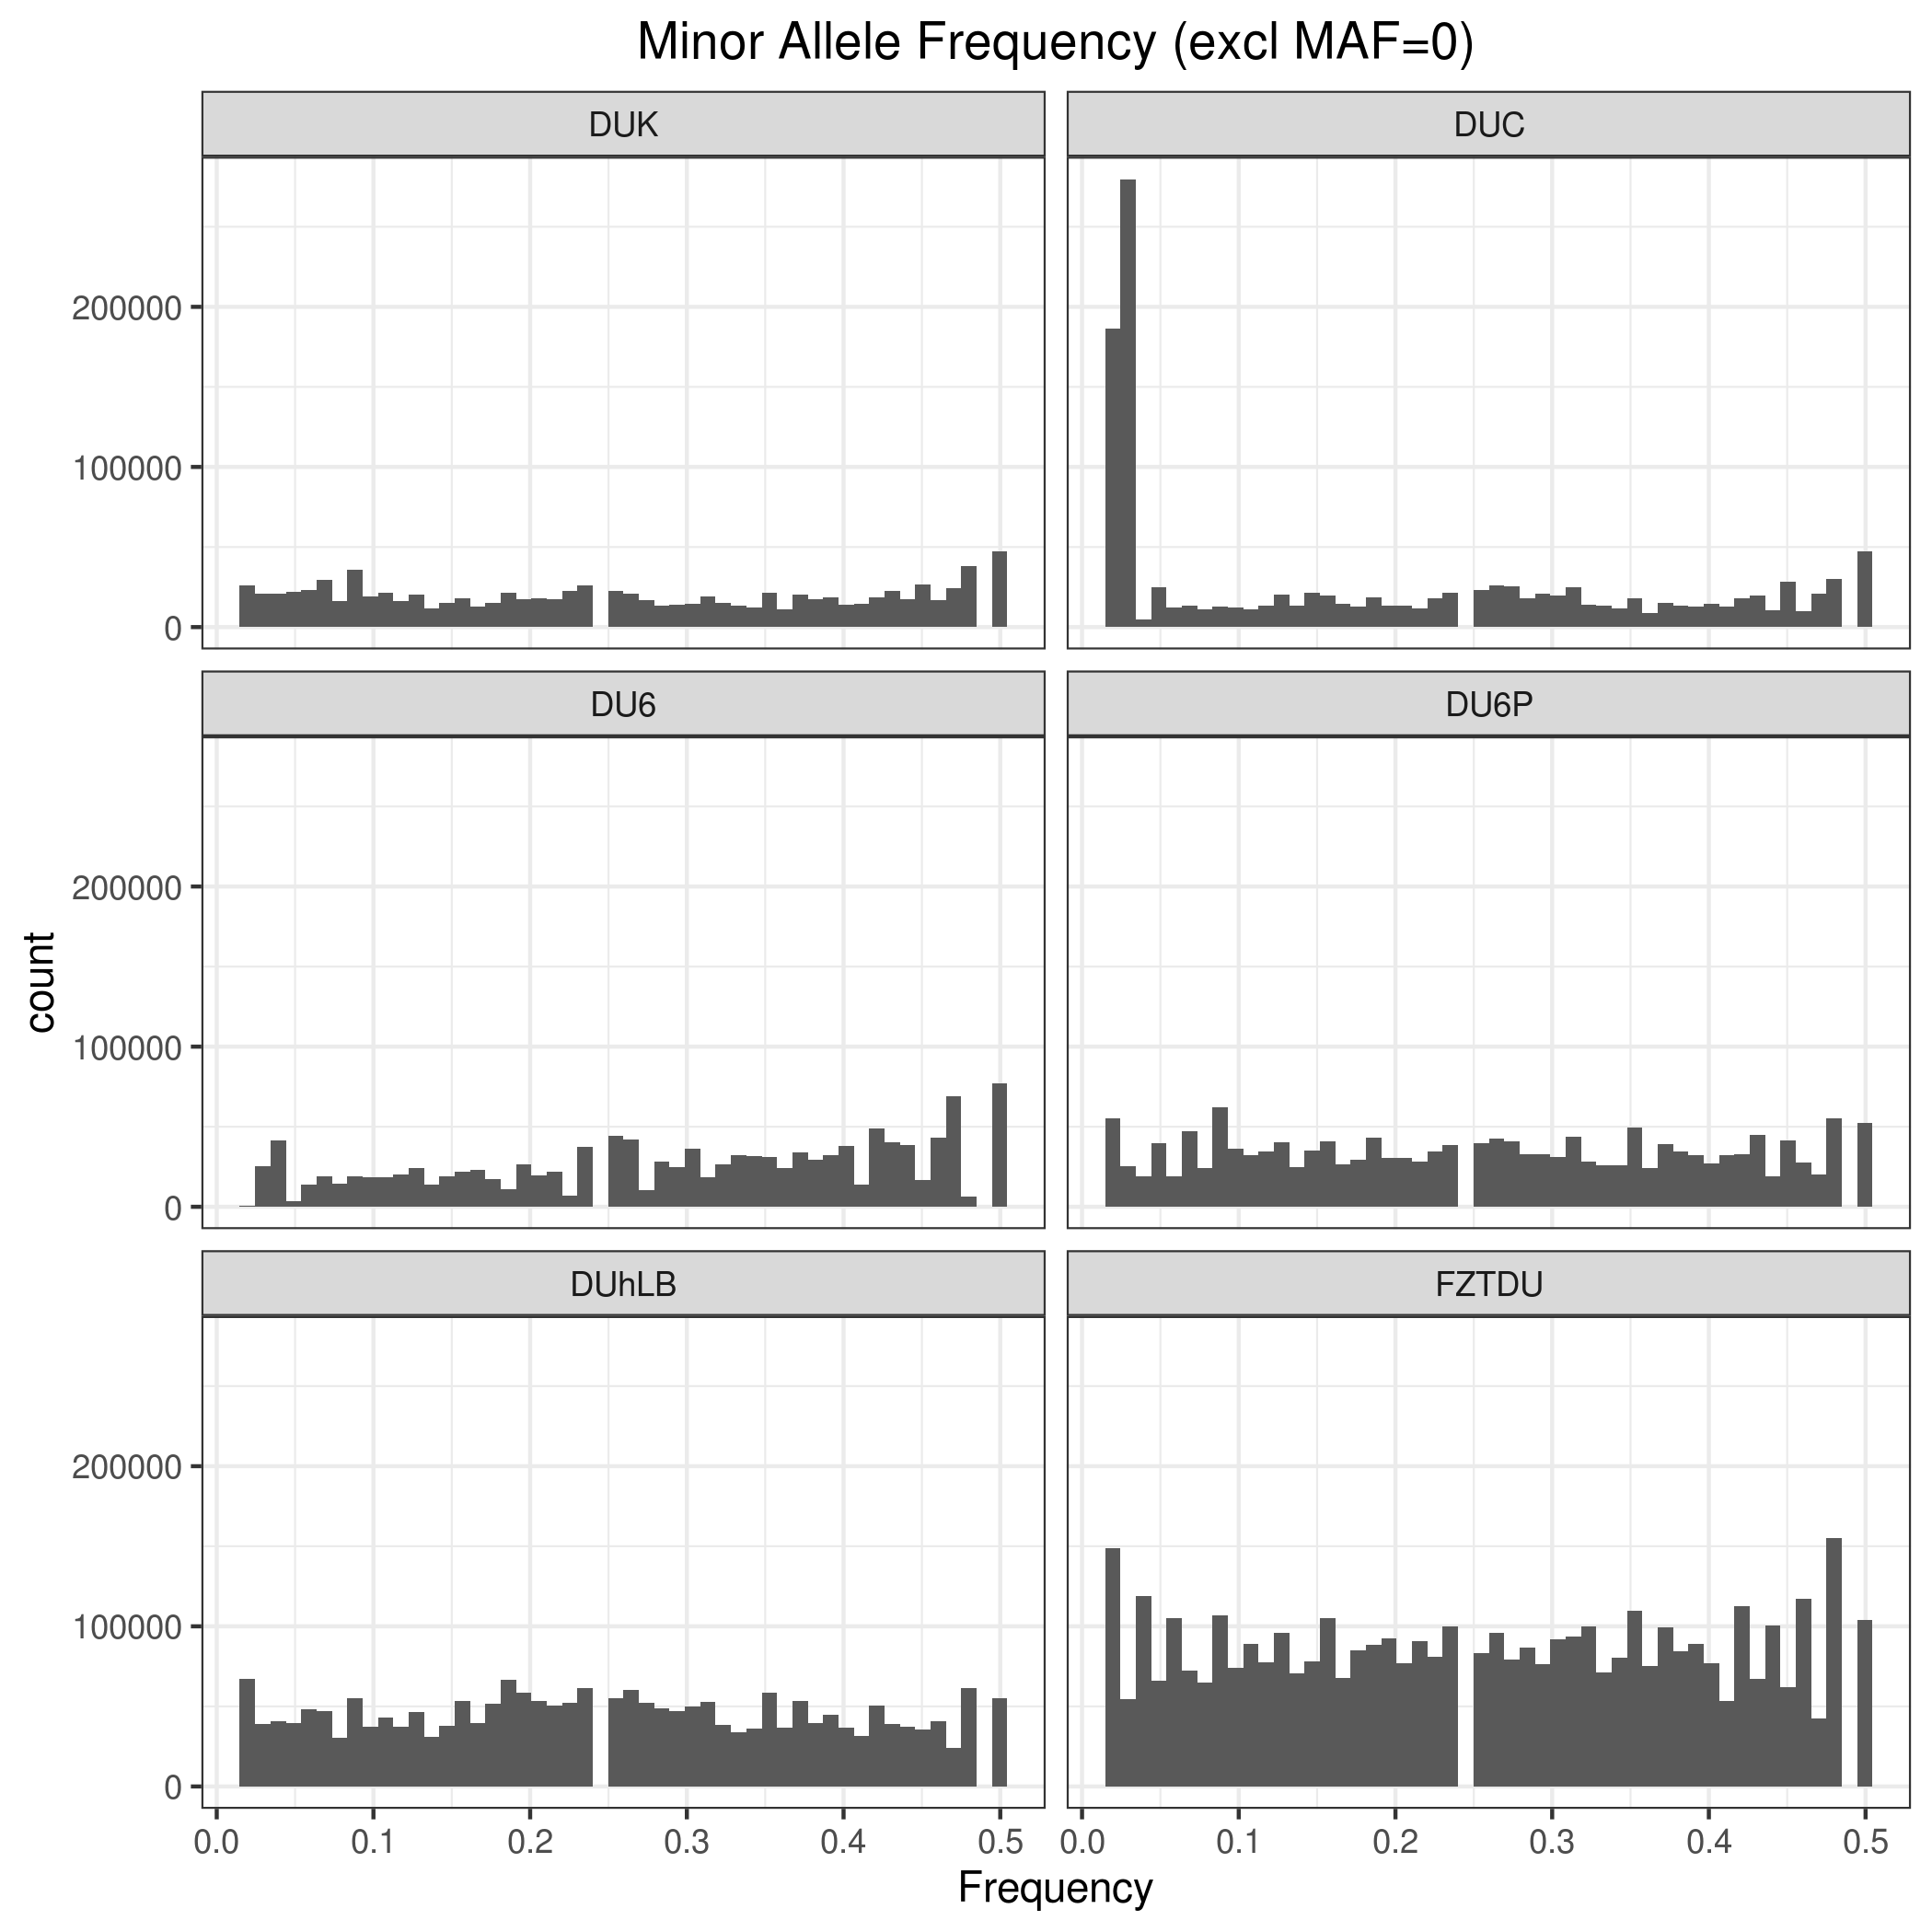 Minor Allele Frequency (excl MAF=0)
DUK
DUC
200000
100000
0
DU6
DU6P
200000
100000
0
count
DUhLB
FZTDU
200000
100000
0
0.0 0.1 0.2 0.3 0.4 0.5 0.0 0.1 0.2 0.3 0.4 0.5
Frequency